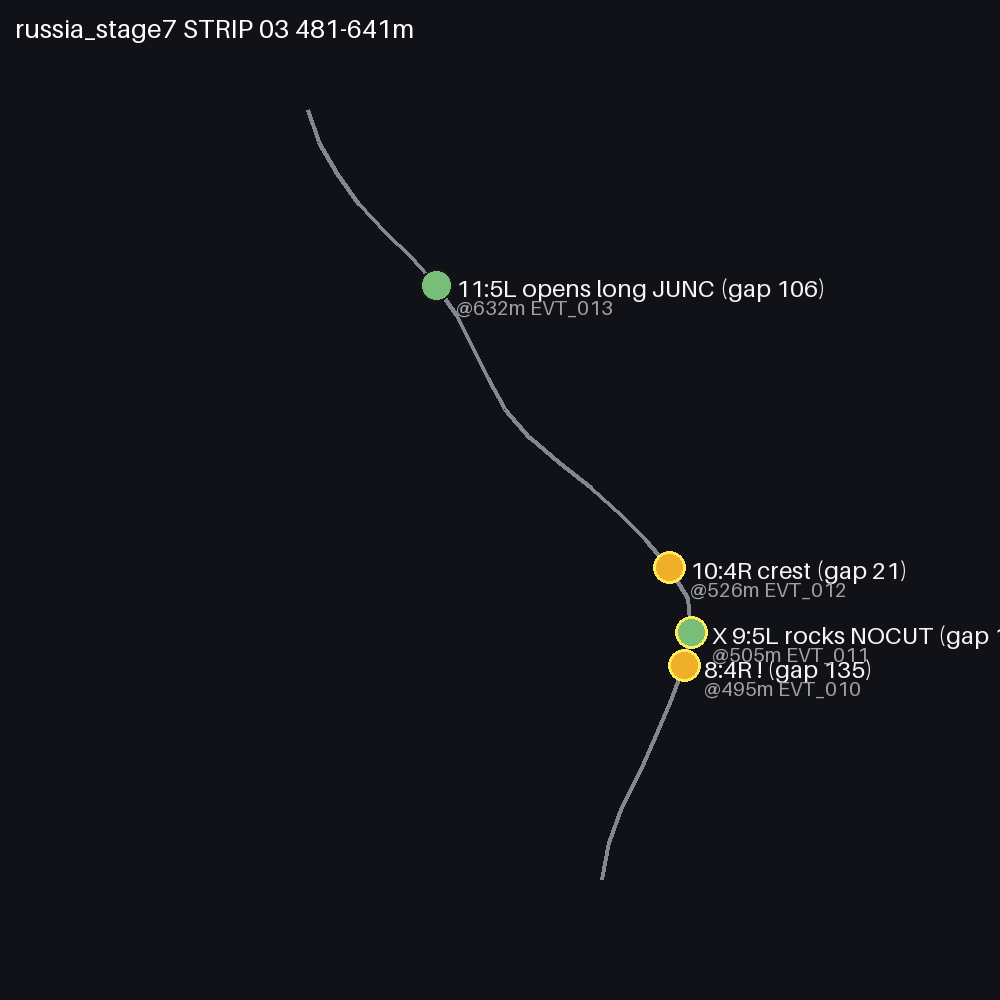 russia_stage7 STRIP 03 481-641m
11:5L opens long JUNC (gap 106)
@632m EVT_013
10:4R crest (gap 21)
@526m EVT_012
X 9:5L rocks NOCUT (gap 1
@505m EVT_011
8:4R ! (gap 135)
@495m EVT_010